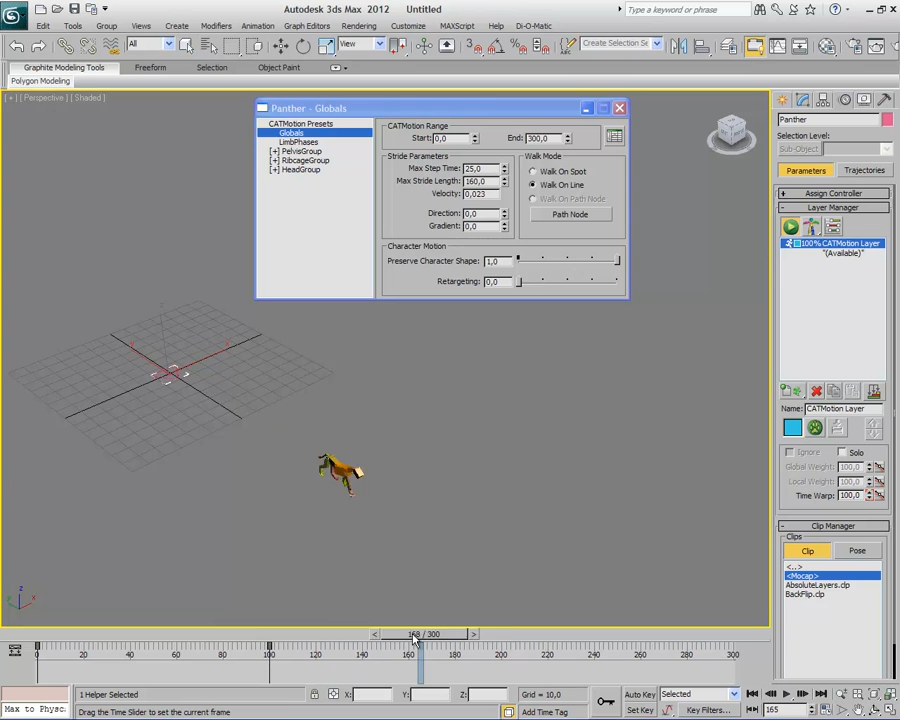 Autodesk 3ds Max 2012 Untitled
Type a keyword or phrase
Edit Tools Group Views Create Modifiers Animation Graph Editors Rendering Customize MAXScript Help Di-O-Matic
All View Create Selection Se
Graphite Modeling Tools Freeform Selection Object Paint
Polygon Modeling
[ + ] [ Perspective ] [ Shaded ]
Panther - Globals
CATMotion Presets
Globals
LimbPhases
[+] PelvisGroup
[+] RibcageGroup
[+] HeadGroup
CATMotion Range
Start: 0,0 End: 300,0
Stride Parameters
Max Step Time: 25,0
Max Stride Length: 160,0
Velocity: 0,023
Direction: 0,0
Gradient: 0,0
Walk Mode
Walk On Spot
Walk On Line
Walk On Path Node
Path Node
Character Motion
Preserve Character Shape: 1,0
Retargeting: 0,0
Panther
Selection Level:
Sub-Object
Parameters Trajectories
+ Assign Controller
- Layer Manager
100% CATMotion Layer
"(Available)"
Name: CATMotion Layer
Ignore Solo
Global Weight: 100,0
Local Weight: 100,0
Time Warp: 100,0
- Clip Manager
Clips
Clip Pose
<..>
<Mocap>
AbsoluteLayers.clp
BackFlip.clp
z
x
y
< / 300 >
0 20 40 60 80 100 120 140 160 180 200 220 240 260 280 300
Max to Physc
1 Helper Selected
X: Y: Z: Grid = 10,0
Drag the Time Slider to set the current frame
Add Time Tag
Auto Key Selected
Set Key Key Filters...
165